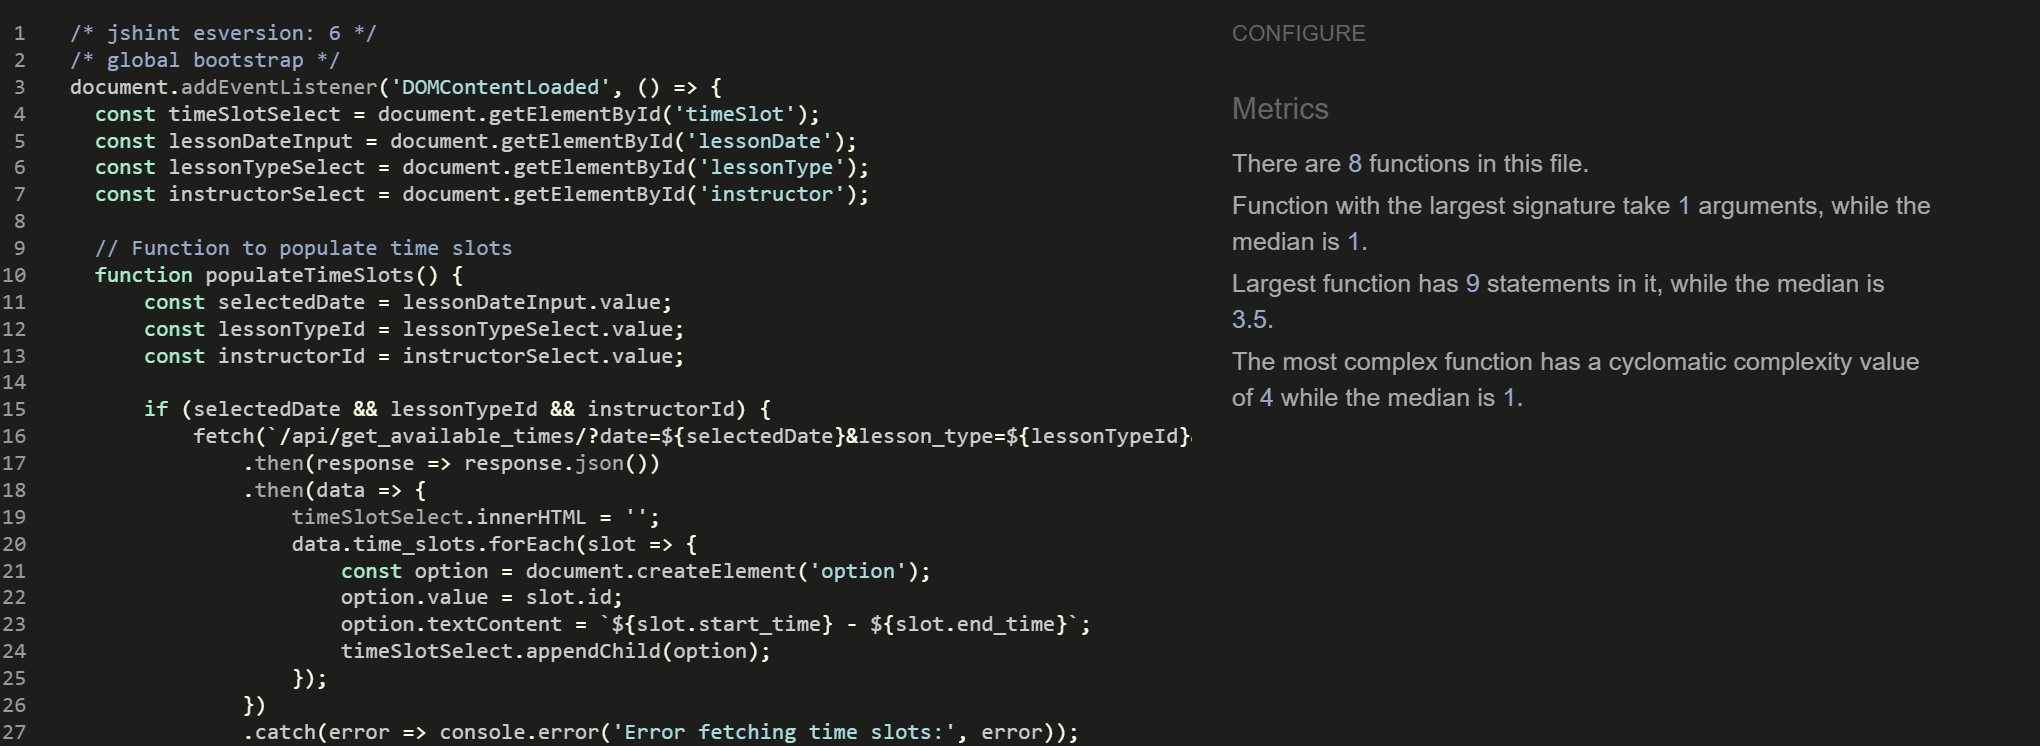 1 /* jshint esversion: 6 */
2 /* global bootstrap */
3 document.addEventListener('DOMContentLoaded', () => {
4   const timeSlotSelect = document.getElementById('timeSlot');
5   const lessonDateInput = document.getElementById('lessonDate');
6   const lessonTypeSelect = document.getElementById('lessonType');
7   const instructorSelect = document.getElementById('instructor');
8
9   // Function to populate time slots
10   function populateTimeSlots() {
11       const selectedDate = lessonDateInput.value;
12       const lessonTypeId = lessonTypeSelect.value;
13       const instructorId = instructorSelect.value;
14
15       if (selectedDate && lessonTypeId && instructorId) {
16           fetch(`/api/get_available_times/?date=${selectedDate}&lesson_type=${lessonTypeId}
17               .then(response => response.json())
18               .then(data => {
19                   timeSlotSelect.innerHTML = '';
20                   data.time_slots.forEach(slot => {
21                       const option = document.createElement('option');
22                       option.value = slot.id;
23                       option.textContent = `${slot.start_time} - ${slot.end_time}`;
24                       timeSlotSelect.appendChild(option);
25                   });
26               })
27               .catch(error => console.error('Error fetching time slots:', error));
CONFIGURE
Metrics
There are 8 functions in this file.
Function with the largest signature take 1 arguments, while the
median is 1.
Largest function has 9 statements in it, while the median is
3.5.
The most complex function has a cyclomatic complexity value
of 4 while the median is 1.